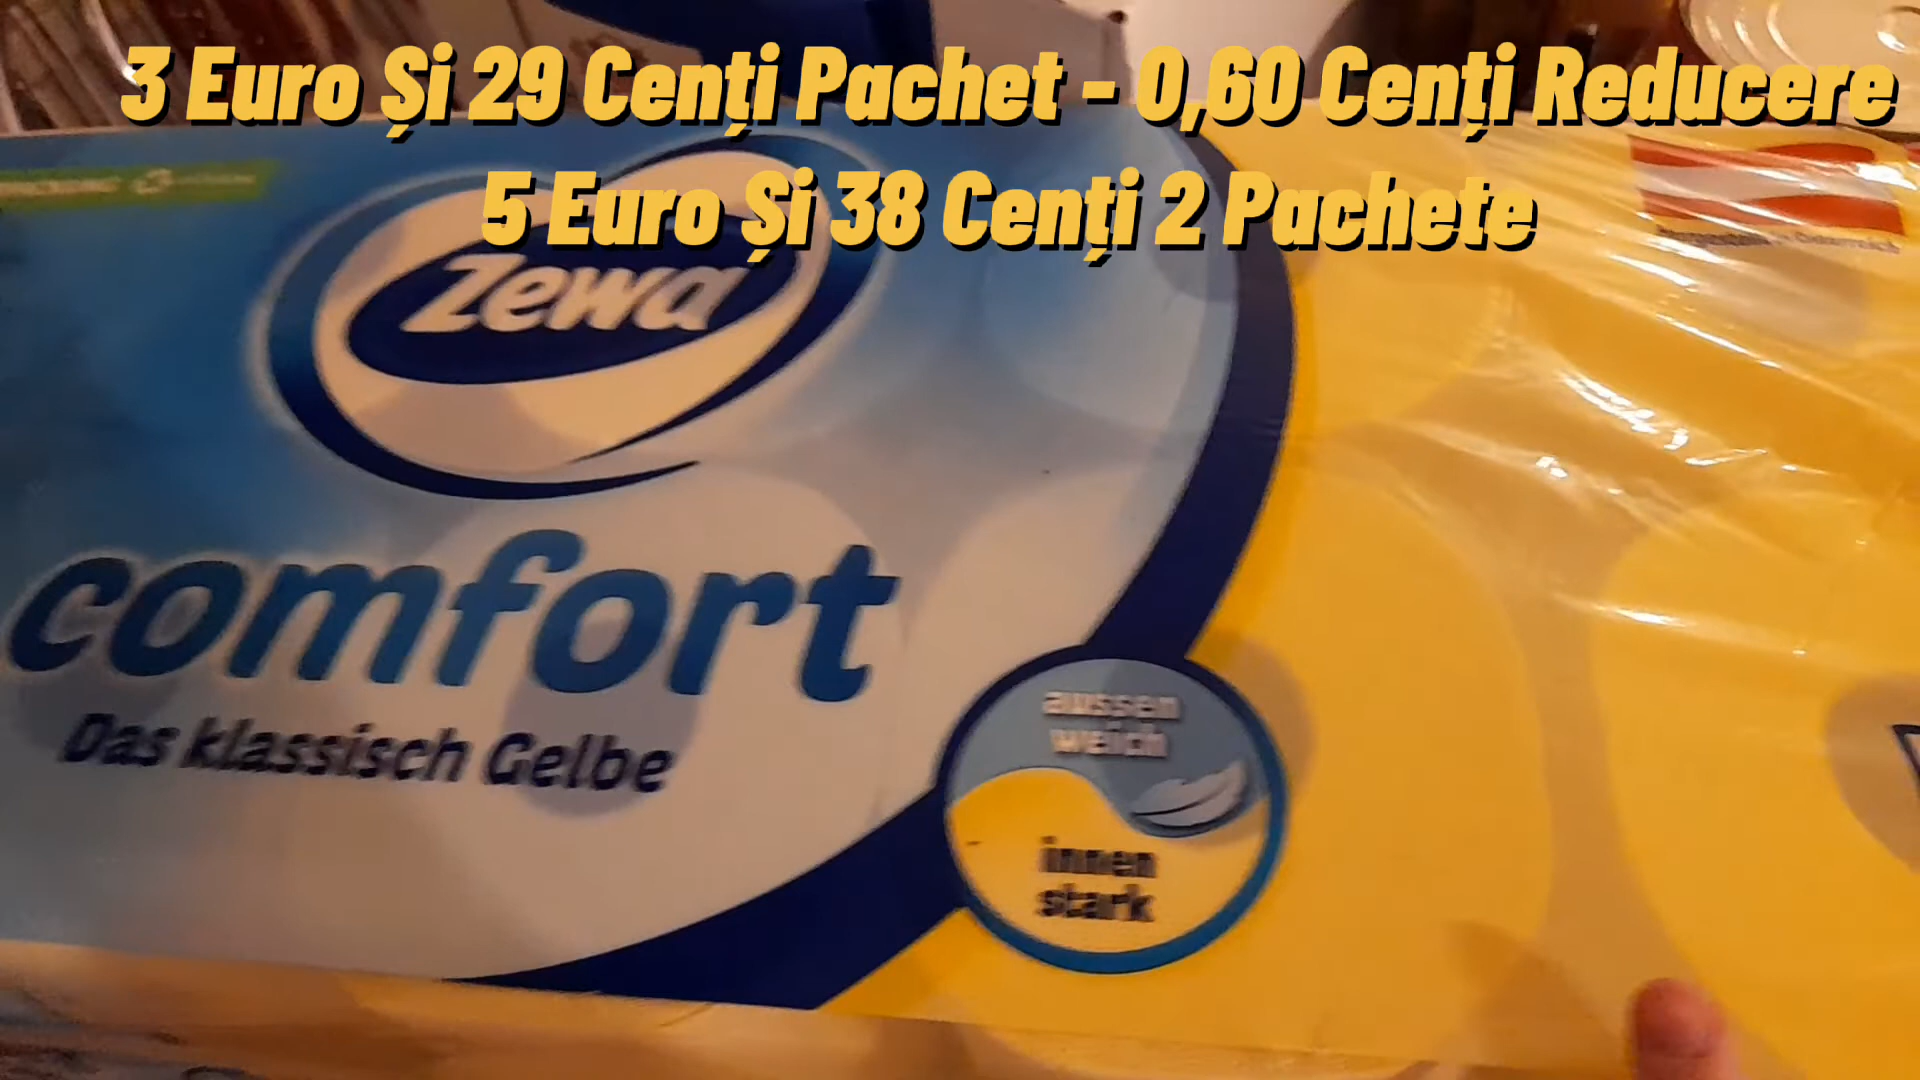 3 Euro Și 29 Cenți Pachet - 0,60 Cenți Reducere
5 Euro Și 38 Cenți 2 Pachete
Zewa
comfort
Das klassisch Gelbe
aussen
weich
innen
stark